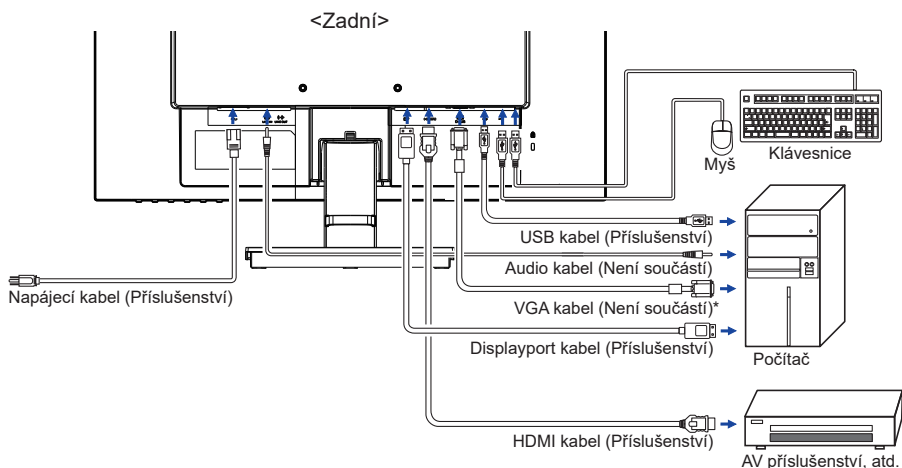 <Zadní>
Myš
Klávesnice
USB kabel (Příslušenství)
Audio kabel (Není součástí)
Napájecí kabel (Příslušenství)
VGA kabel (Není součástí)*
Displayport kabel (Příslušenství)
Počítač
HDMI kabel (Příslušenství)
AV příslušenství, atd.